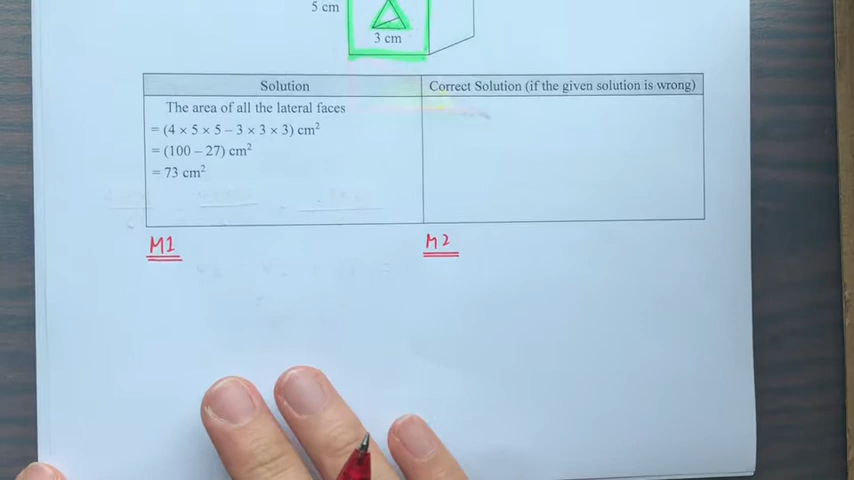 5 cm
3 cm
Solution
Correct Solution (if the given solution is wrong)
The area of all the lateral faces
= (4 × 5 × 5 – 3 × 3 × 3) cm²
= (100 – 27) cm²
= 73 cm²
M1
M2